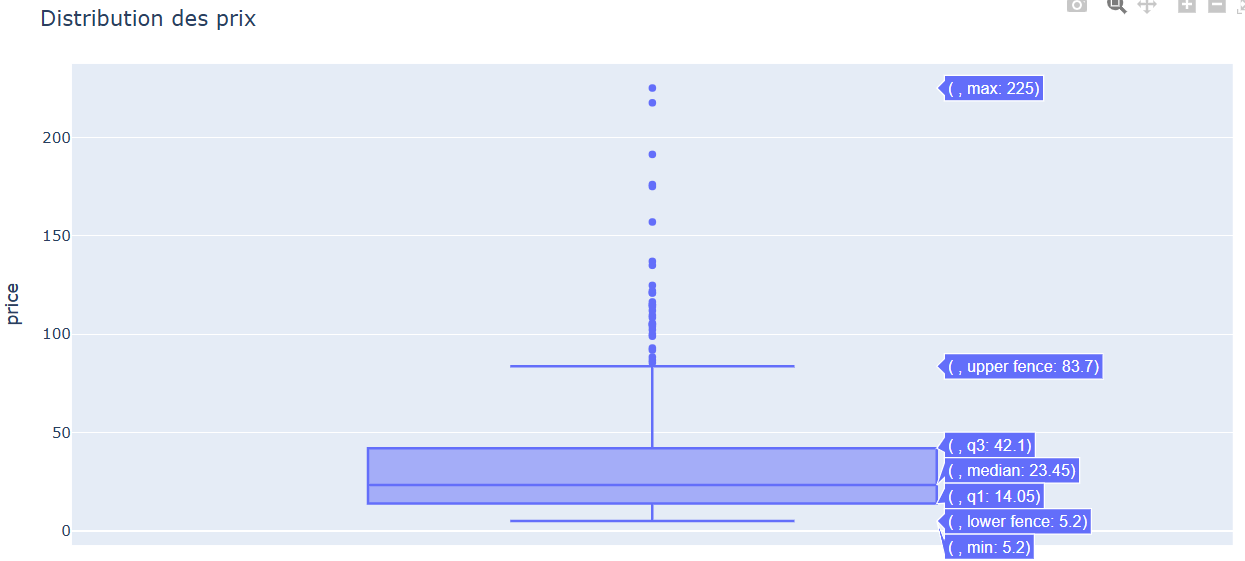 Distribution des prix
( , max: 225)
200
150
price
100
( , upper fence: 83.7)
50
( , q3: 42.1)
( , median: 23.45)
( , q1: 14.05)
( , lower fence: 5.2)
0
( , min: 5.2)